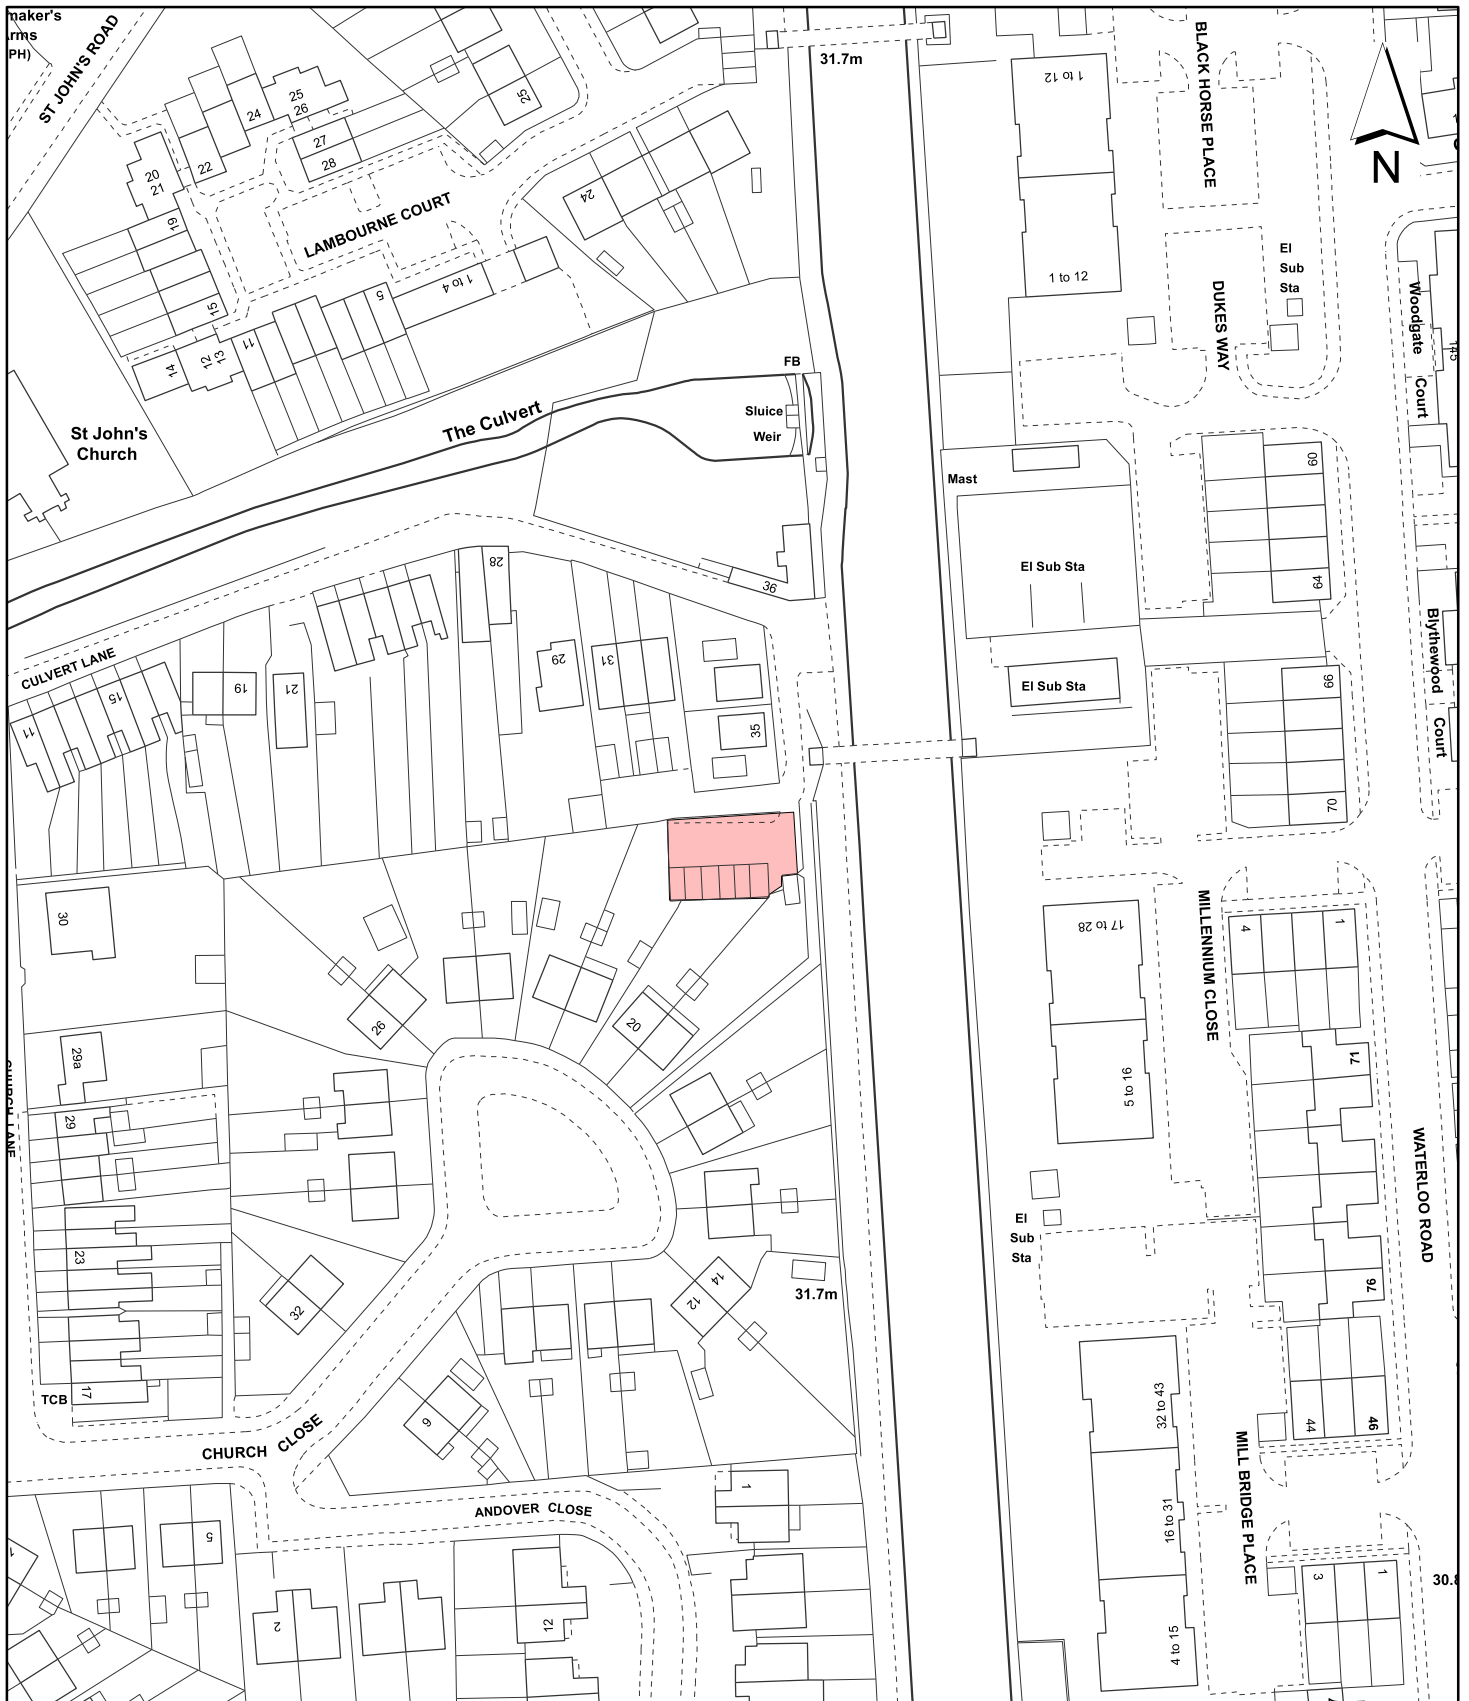 maker's
rms
PH)
ST JOHN'S ROAD
31.7m
BLACK HORSE PLACE
N
1 to 12
25
24
25
26
27
28
22
20
21
19
24
LAMBOURNE COURT
1 to 4
5
15
11
12
13
14
1 to 12
El
Sub
Sta
DUKES WAY
Woodgate
Court
145
FB
Sluice
Weir
The Culvert
St John's
Church
Mast
60
El Sub Sta
64
28
36
CULVERT LANE
Blythewood
Court
29
31
19
21
15
11
El Sub Sta
66
35
70
30
MILLENNIUM CLOSE
17 to 28
4
1
26
20
29a
71
5 to 16
CHURCH LANE
29
WATERLOO ROAD
El
Sub
Sta
23
14
12
31.7m
76
32
17
TCB
9
CHURCH CLOSE
32 to 43
44
46
MILL BRIDGE PLACE
1
ANDOVER CLOSE
16 to 31
5
1
2
12
3
1
30.8
4 to 15